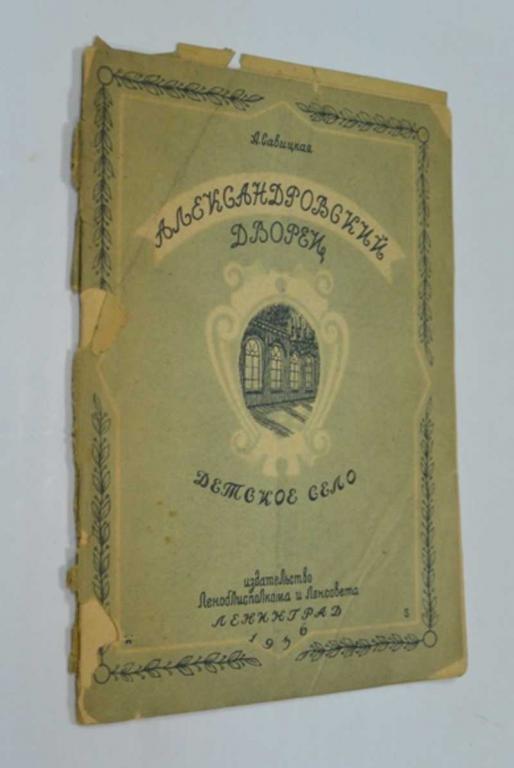 А. Савицкая
АЛЕКСАНДРОВСКИЙ
ДВОРЕЦ
ДЕТСКОЕ СЕЛО
издательство
Леноблисполкома и Ленсовета
ЛЕНИНГРАД
1936